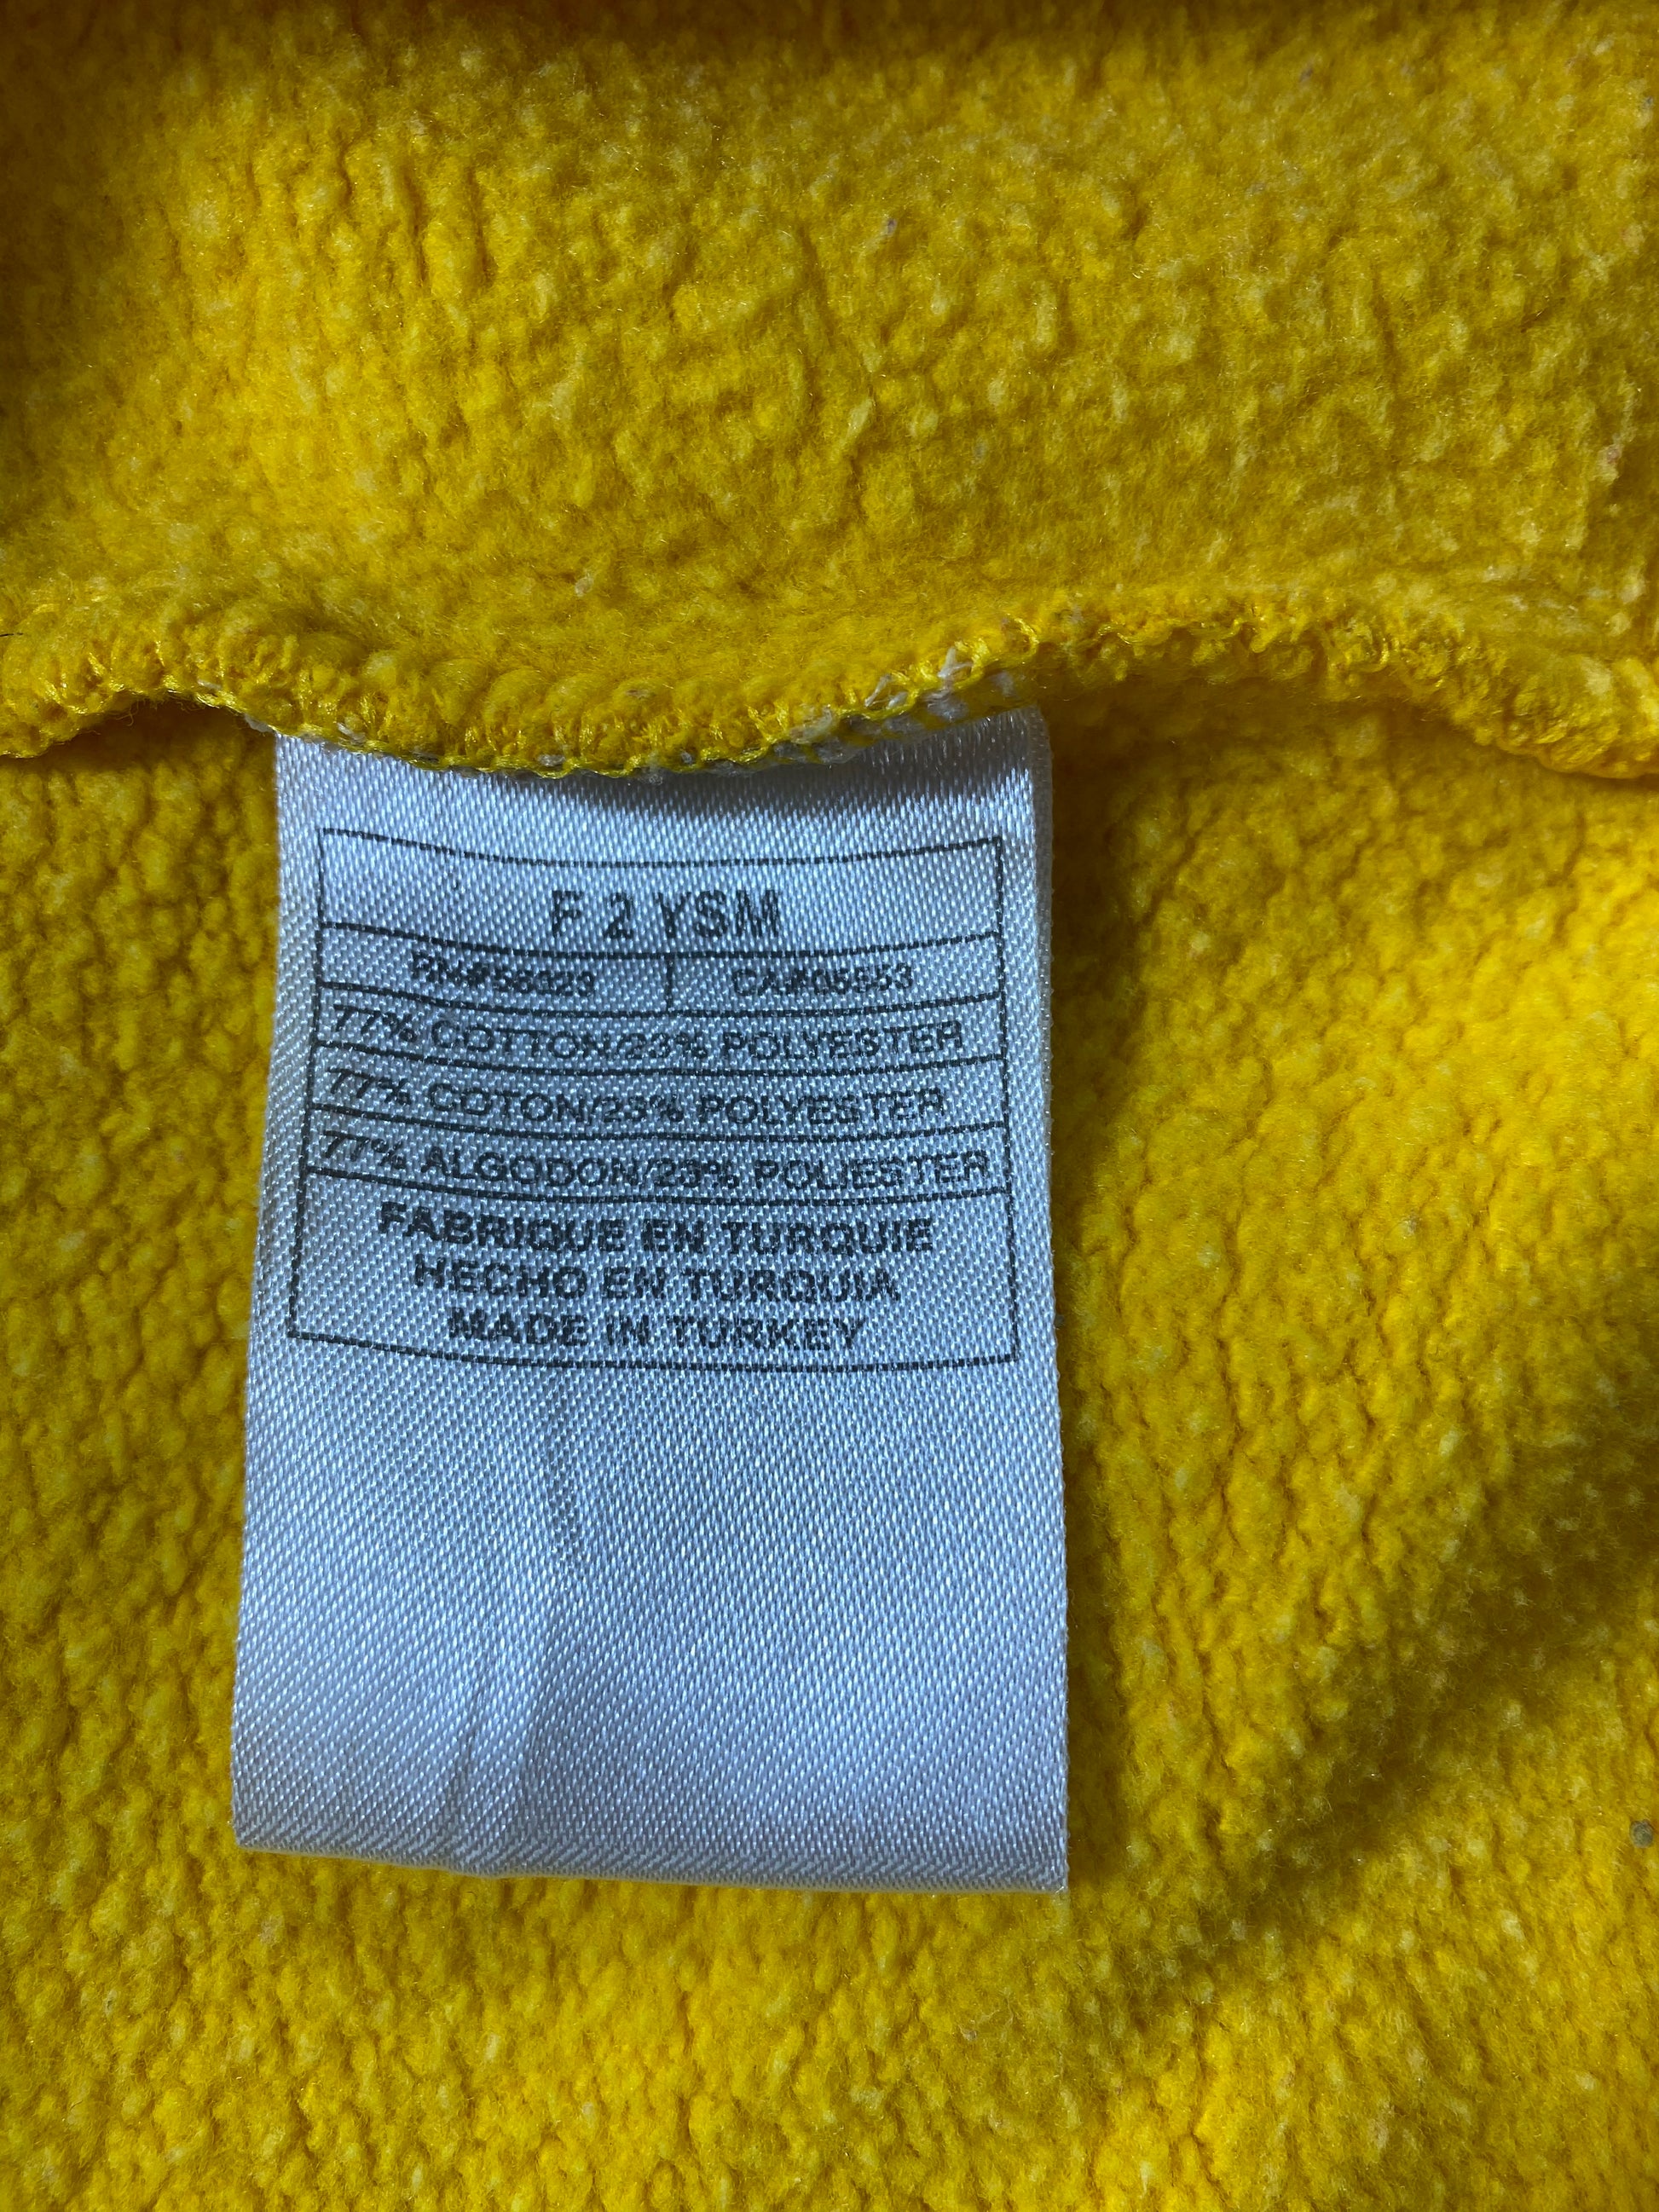 F 2 YSM
RN#56323 CA#05553
77% COTTON/23% POLYESTER
77% COTON/23% POLYESTER
77% ALGODON/23% POLIESTER
FABRIQUE EN TURQUIE
HECHO EN TURQUIA
MADE IN TURKEY